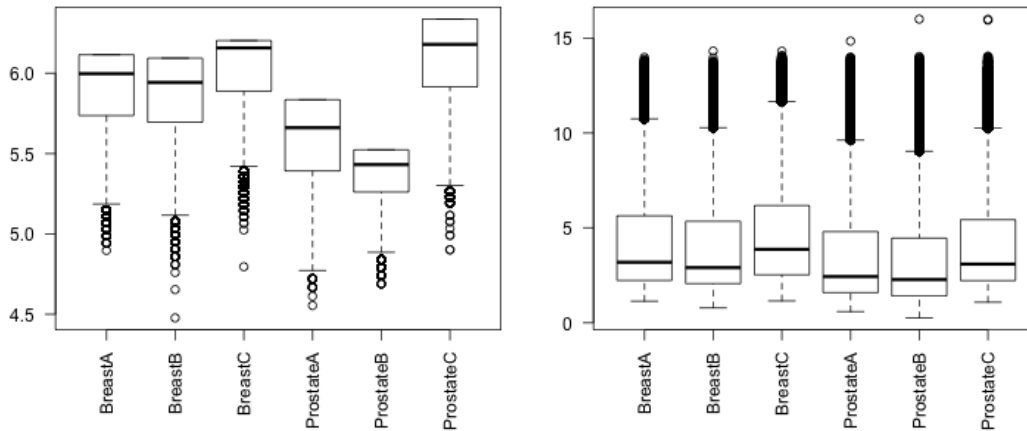 6.0
5.5
5.0
4.5
BreastA
BreastB
BreastC
ProstateA
ProstateB
ProstateC
15
10
5
0
BreastA
BreastB
BreastC
ProstateA
ProstateB
ProstateC